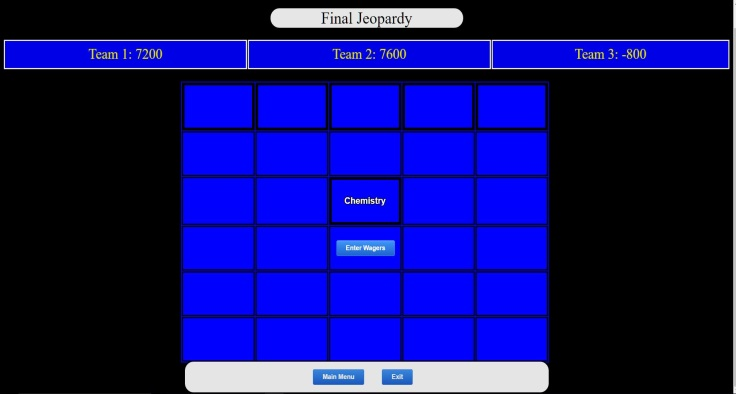 Final Jeopardy
Team 1: 7200
Team 2: 7600
Team 3: -800
Chemistry
Enter Wagers
Main Menu
Exit